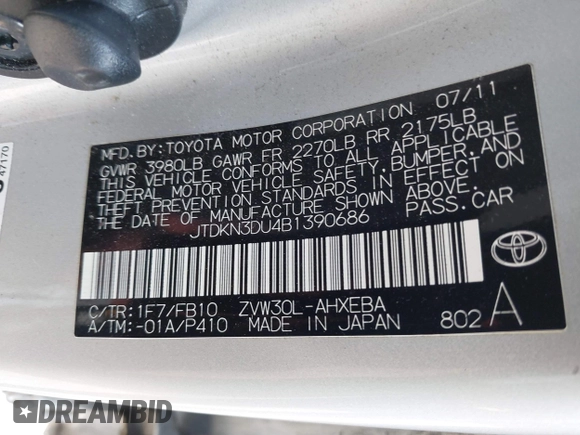 07/11
MFD.BY:TOYOTA MOTOR CORPORATION
GVWR 3980LB GAWR FR 2270LB RR 2175LB
THIS VEHICLE CONFORMS TO ALL APPLICABLE
FEDERAL MOTOR VEHICLE SAFETY,BUMPER,AND
THEFT PREVENTION STANDARDS IN EFFECT ON
THE DATE OF MANUFACTURE SHOWN ABOVE.
JTDKN3DU4B1390686 PASS.CAR
C/TR:1F7/FB10 ZVW30L-AHXEBA
A/TM:-01A/P410 MADE IN JAPAN 802 A
TOYOTA
47170
DREAMBID